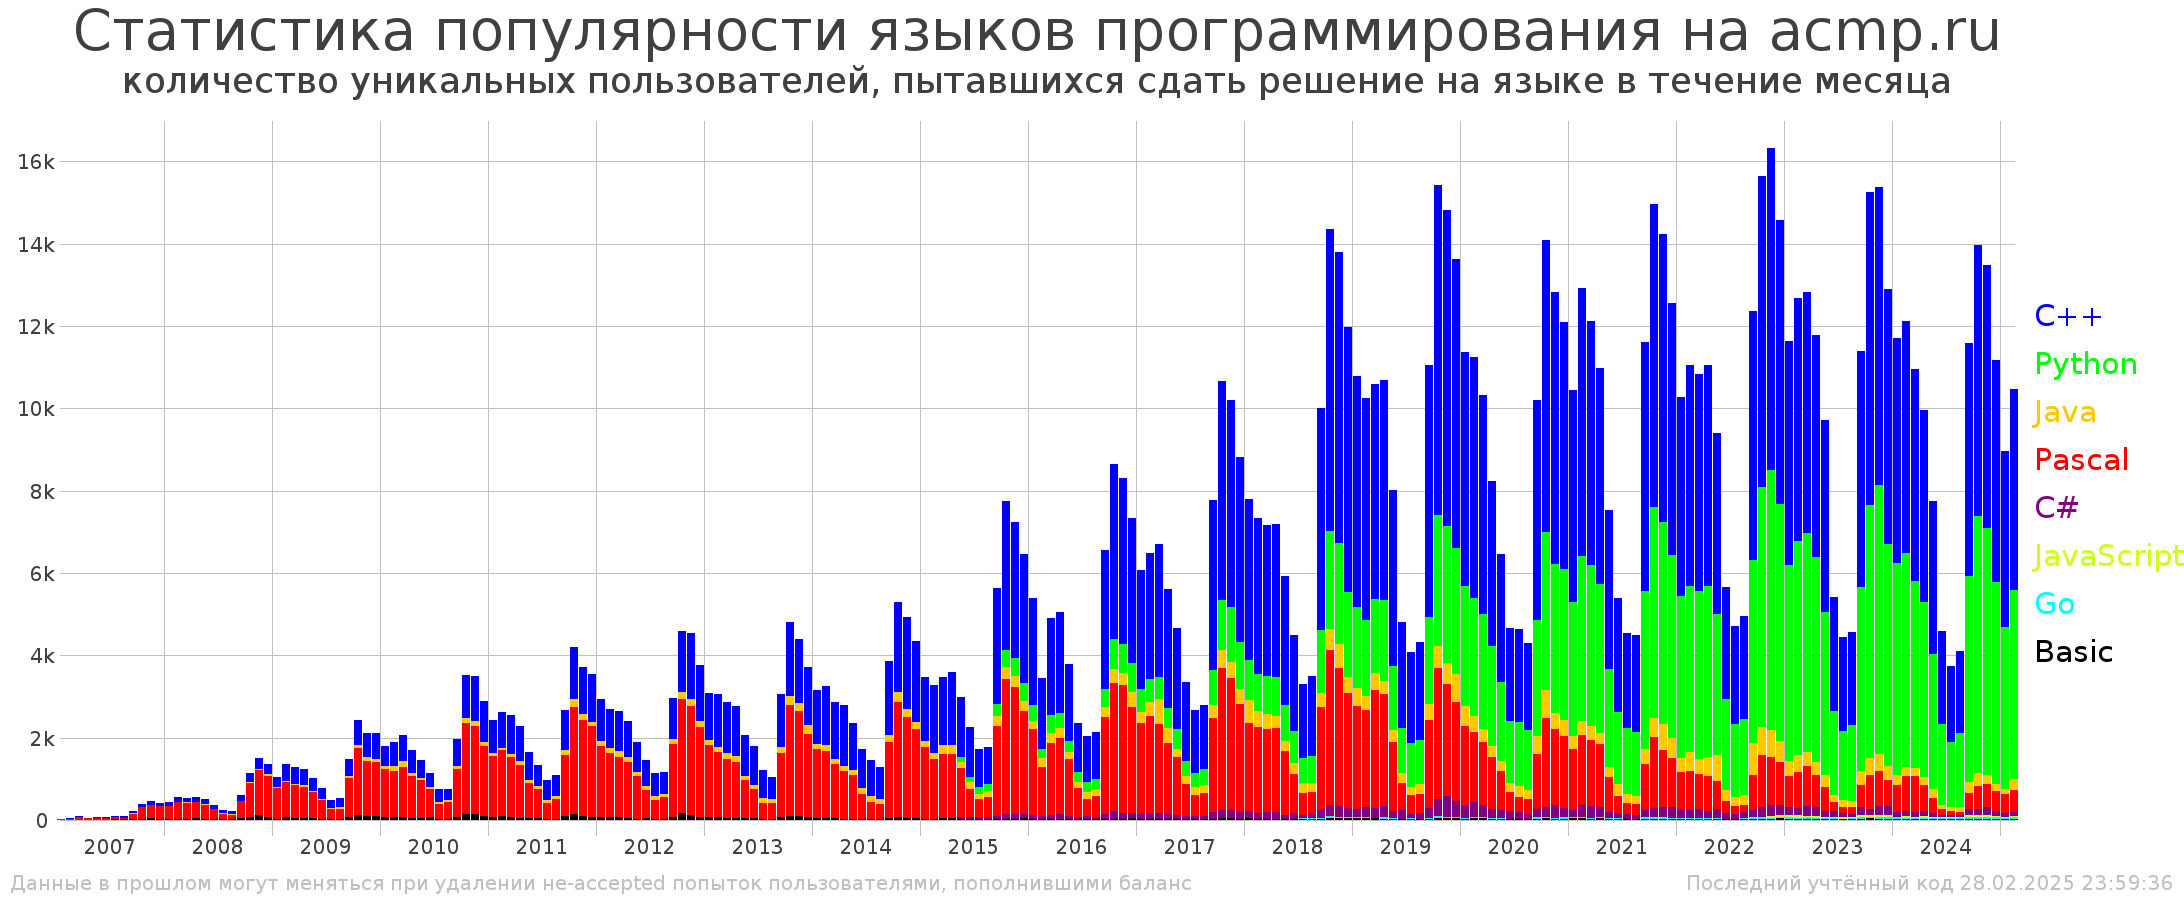 Статистика популярности языков программирования на acmp.ru
количество уникальных пользователей, пытавшихся сдать решение на языке в течение месяца
16k
14k
12k
10k
8k
6k
4k
2k
0
C++
Python
Java
Pascal
C#
JavaScript
Go
Basic
2007 2008 2009 2010 2011 2012 2013 2014 2015 2016 2017 2018 2019 2020 2021 2022 2023 2024
Данные в прошлом могут меняться при удалении не-accepted попыток пользователями, пополнившими баланс
Последний учтённый код 28.02.2025 23:59:36